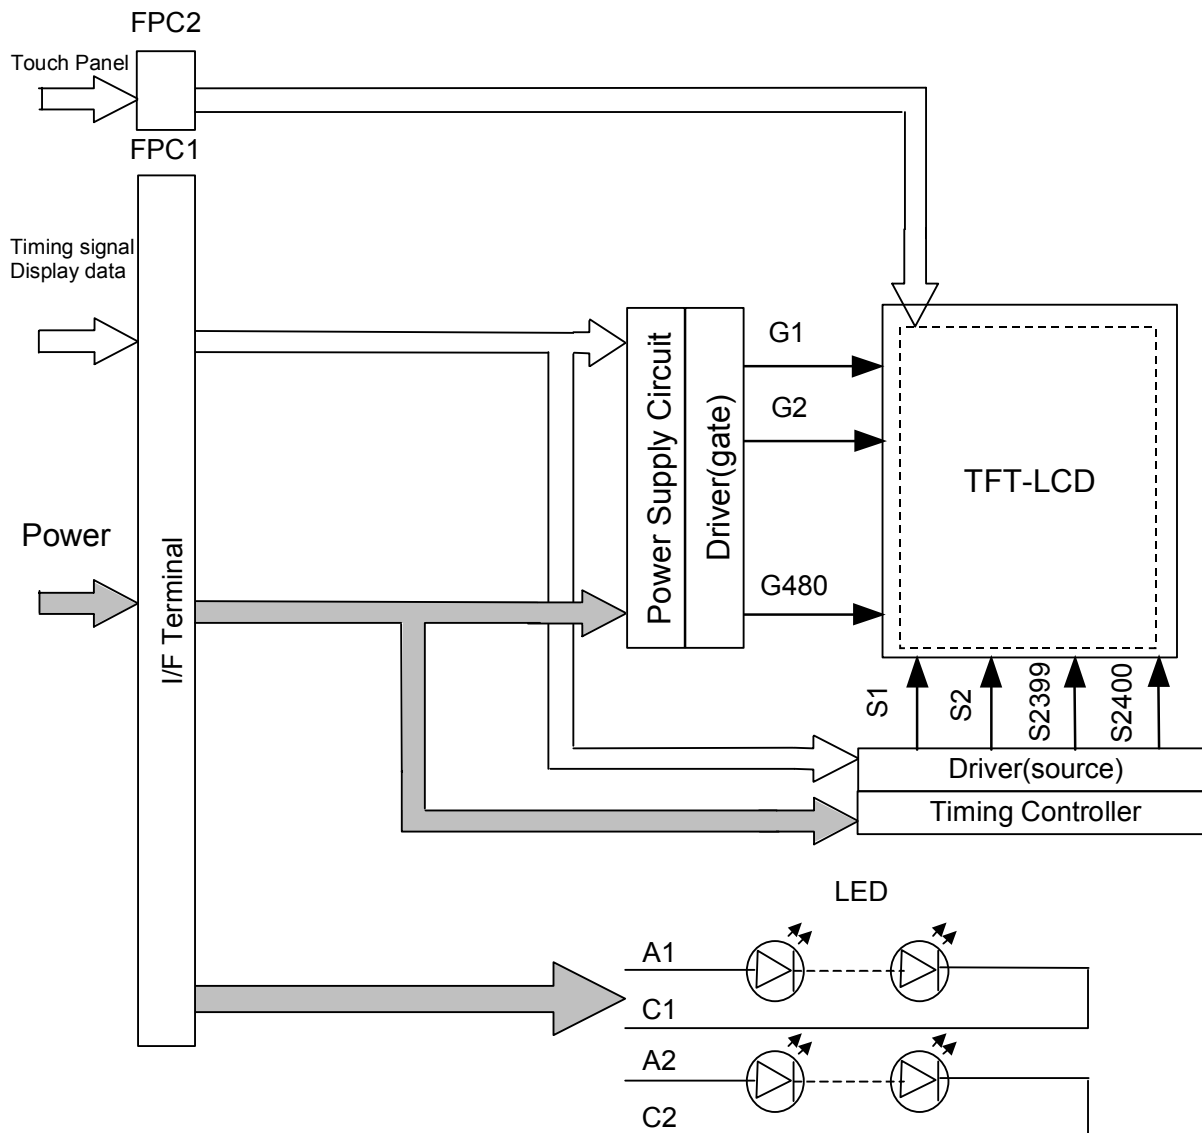 FPC2
Touch Panel
FPC1
Timing signal
Display data
Power
I/F Terminal
Power Supply Circuit
Driver(gate)
G1
G2
G480
TFT-LCD
S1
S2
S2399
S2400
Driver(source)
Timing Controller
LED
A1
C1
A2
C2